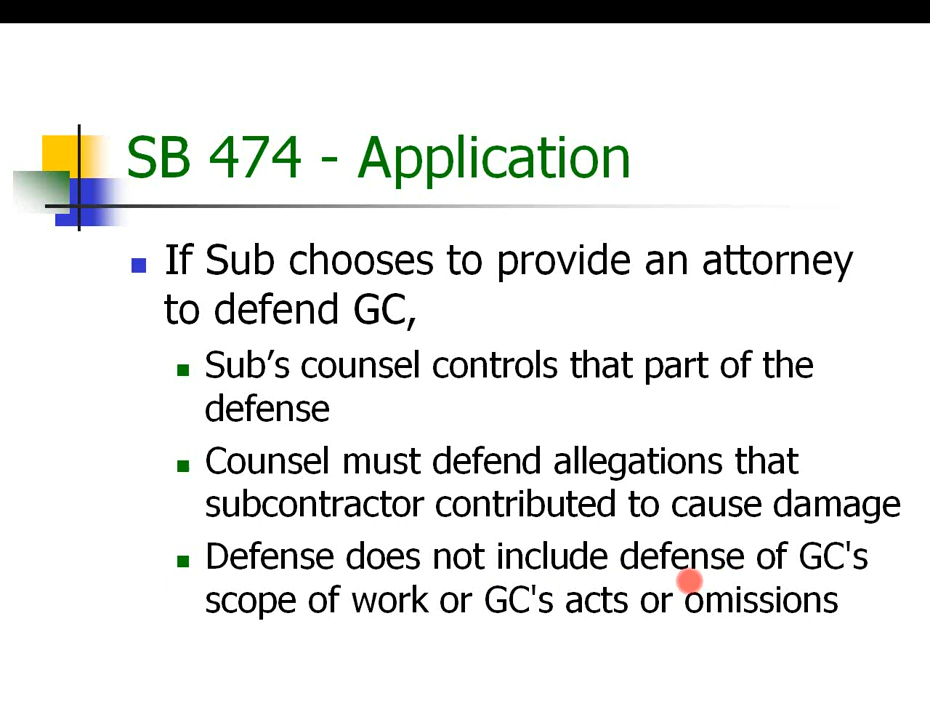 SB 474 - Application
If Sub chooses to provide an attorney
to defend GC,
Sub’s counsel controls that part of the
defense
Counsel must defend allegations that
subcontractor contributed to cause damage
Defense does not include defense of GC's
scope of work or GC's acts or omissions